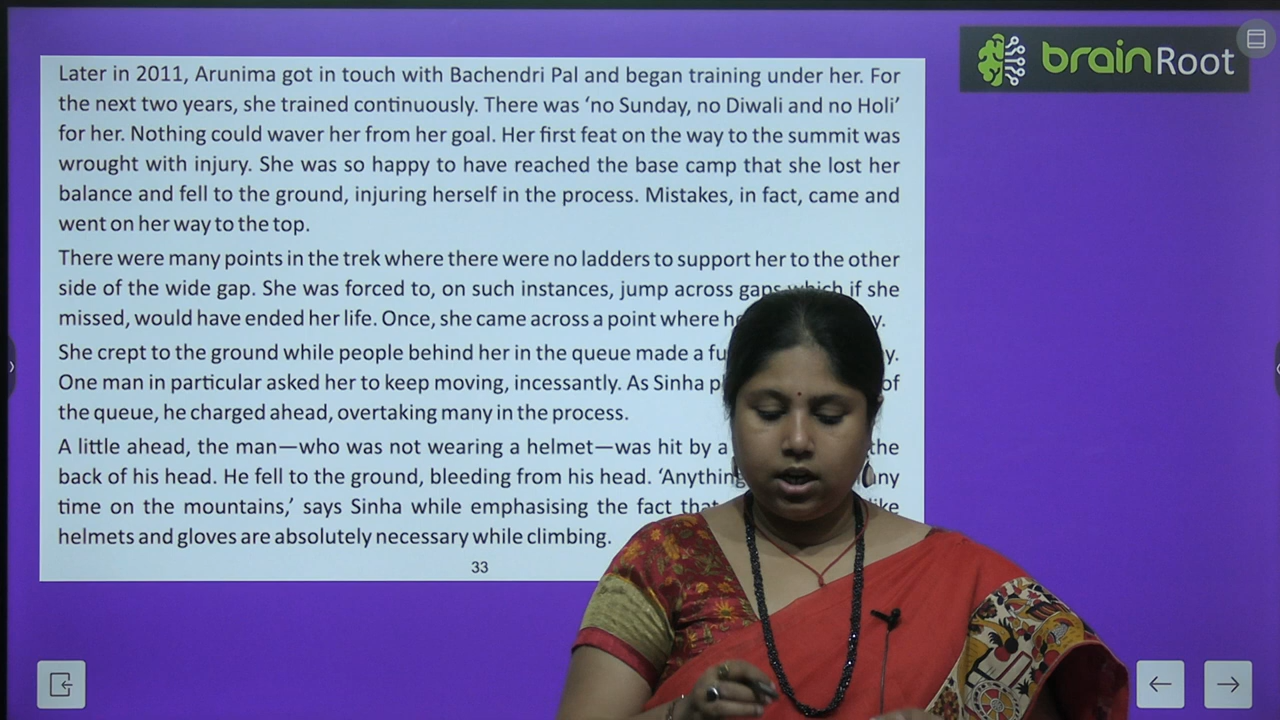 brainRoot
Later in 2011, Arunima got in touch with Bachendri Pal and began training under her. For
the next two years, she trained continuously. There was ‘no Sunday, no Diwali and no Holi’
for her. Nothing could waver her from her goal. Her first feat on the way to the summit was
wrought with injury. She was so happy to have reached the base camp that she lost her
balance and fell to the ground, injuring herself in the process. Mistakes, in fact, came and
went on her way to the top.
There were many points in the trek where there were no ladders to support her to the other
side of the wide gap. She was forced to, on such instances, jump across gaps which if she
missed, would have ended her life. Once, she came across a point where
She crept to the ground while people behind her in the queue made a
One man in particular asked her to keep moving, incessantly. As Sinha of
the queue, he charged ahead, overtaking many in the process.
A little ahead, the man—who was not wearing a helmet—was hit by a the
back of his head. He fell to the ground, bleeding from his head. ‘Anything any
time on the mountains,’ says Sinha while emphasising the fact that like
helmets and gloves are absolutely necessary while climbing.
33